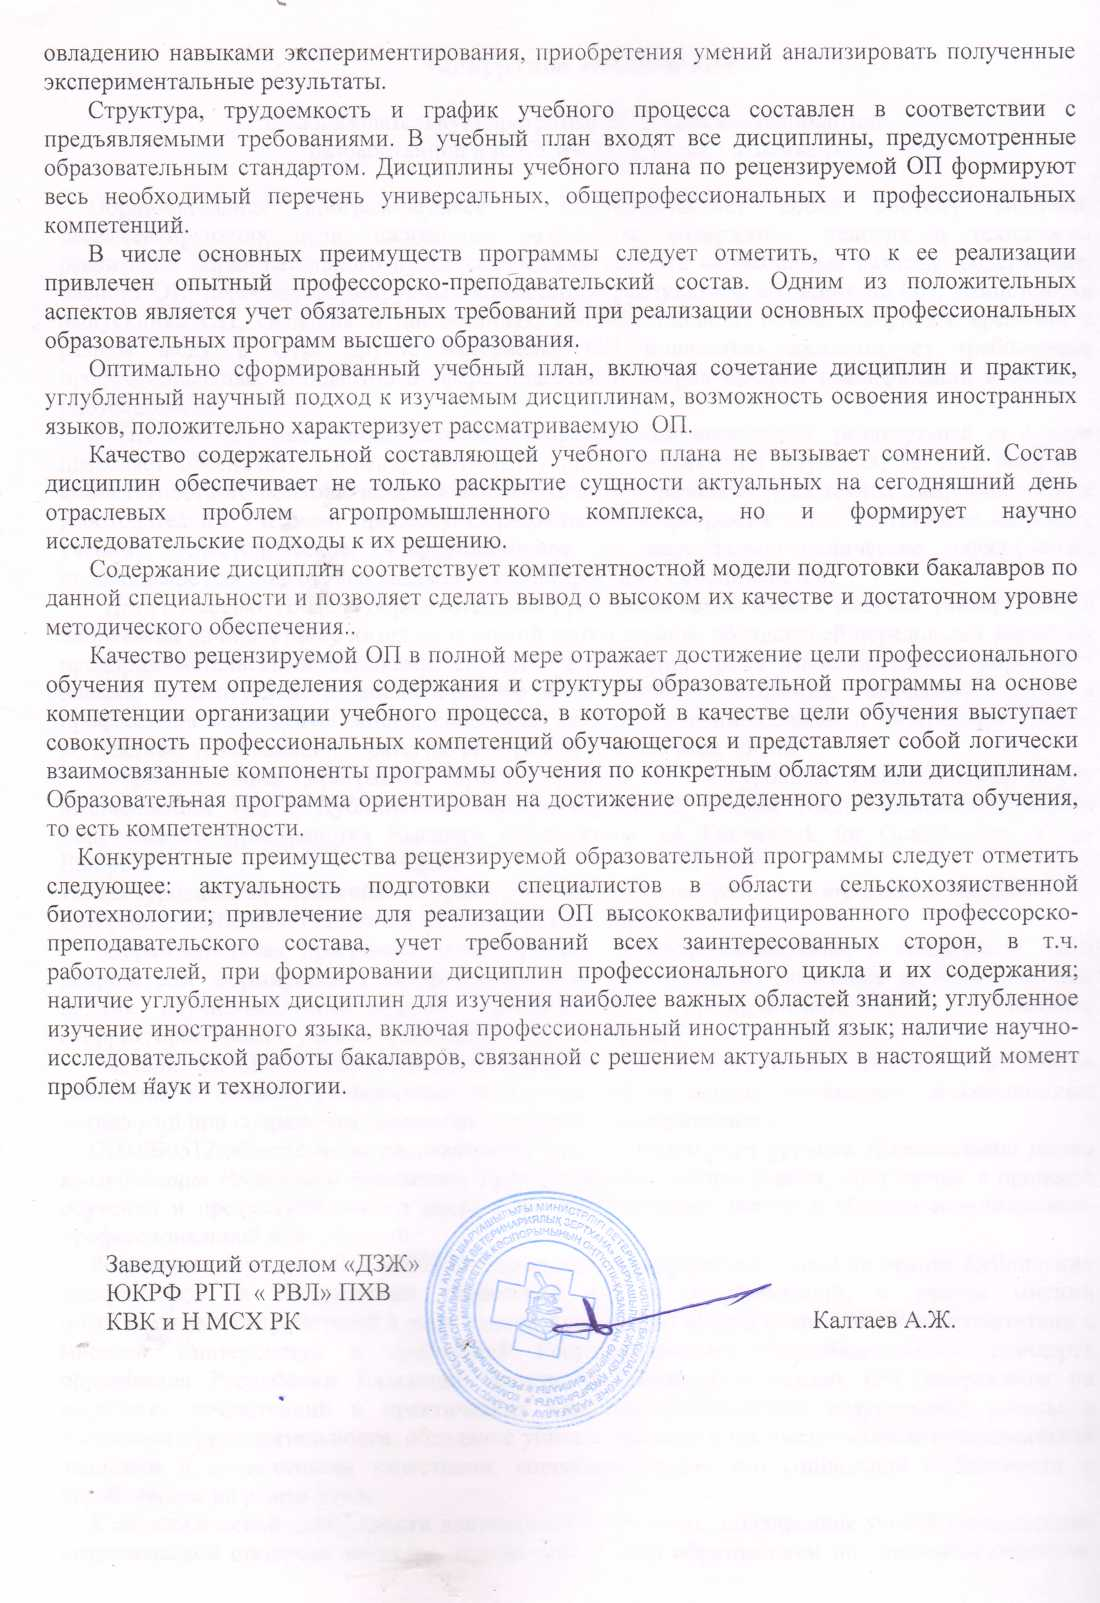 овладению навыками экспериментирования, приобретения умений анализировать полученные
экспериментальные результаты.
Структура, трудоемкость и график учебного процесса составлен в соответствии с
предъявляемыми требованиями. В учебный план входят все дисциплины, предусмотренные
образовательным стандартом. Дисциплины учебного плана по рецензируемой ОП формируют
весь необходимый перечень универсальных, общепрофессиональных и профессиональных
компетенций.
В числе основных преимуществ программы следует отметить, что к ее реализации
привлечен опытный профессорско-преподавательский состав. Одним из положительных
аспектов является учет обязательных требований при реализации основных профессиональных
образовательных программ высшего образования.
Оптимально сформированный учебный план, включая сочетание дисциплин и практик,
углубленный научный подход к изучаемым дисциплинам, возможность освоения иностранных
языков, положительно характеризует рассматриваемую ОП.
Качество содержательной составляющей учебного плана не вызывает сомнений. Состав
дисциплин обеспечивает не только раскрытие сущности актуальных на сегодняшний день
отраслевых проблем агропромышленного комплекса, но и формирует научно
исследовательские подходы к их решению.
Содержание дисциплин соответствует компетентностной модели подготовки бакалавров по
данной специальности и позволяет сделать вывод о высоком их качестве и достаточном уровне
методического обеспечения..
Качество рецензируемой ОП в полной мере отражает достижение цели профессионального
обучения путем определения содержания и структуры образовательной программы на основе
компетенции организации учебного процесса, в которой в качестве цели обучения выступает
совокупность профессиональных компетенций обучающегося и представляет собой логически
взаимосвязанные компоненты программы обучения по конкретным областям или дисциплинам.
Образовательная программа ориентирован на достижение определенного результата обучения,
то есть компетентности.
Конкурентные преимущества рецензируемой образовательной программы следует отметить
следующее: актуальность подготовки специалистов в области сельскохозяиственной
биотехнологии; привлечение для реализации ОП высококвалифицированного профессорско-
преподавательского состава, учет требований всех заинтересованных сторон, в т.ч.
работодателей, при формировании дисциплин профессионального цикла и их содержания;
наличие углубленных дисциплин для изучения наиболее важных областей знаний; углубленное
изучение иностранного языка, включая профессиональный иностранный язык; наличие научно-
исследовательской работы бакалавров, связанной с решением актуальных в настоящий момент
проблем наук и технологии.
Заведующий отделом «ДЗЖ»
ЮКРФ РГП « РВЛ» ПХВ
КВК и Н МСХ РК Калтаев А.Ж.